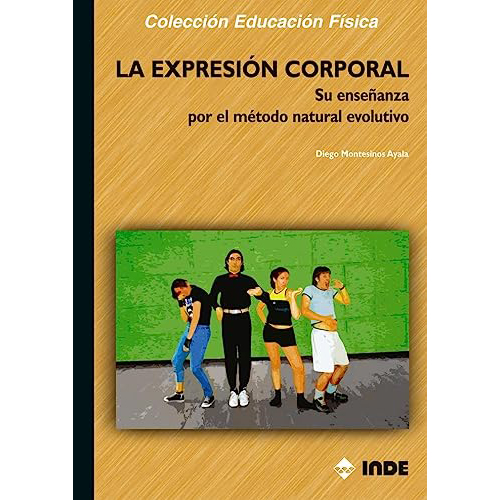 Colección Educación Física
LA EXPRESIÓN CORPORAL
Su enseñanza
por el método natural evolutivo
Diego Montesinos Ayala
INDE